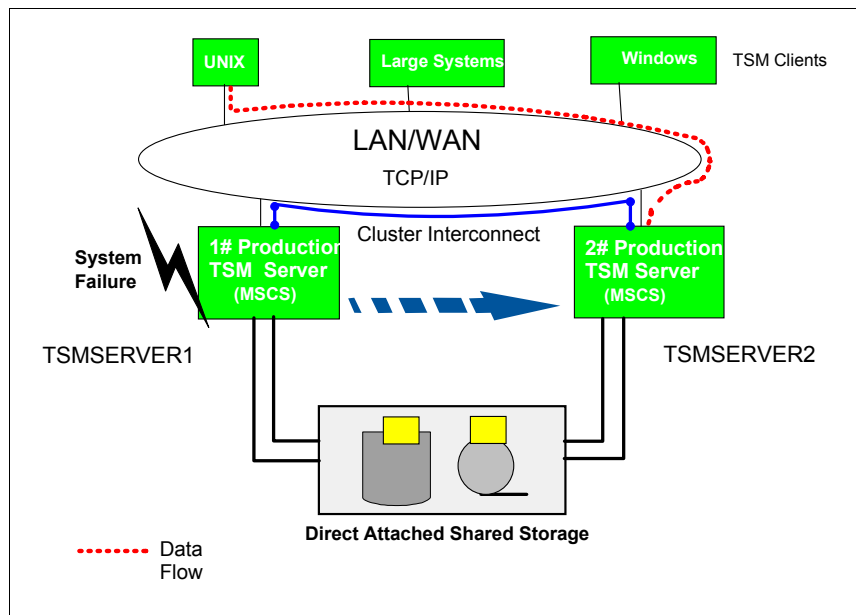 UNIX
Large Systems
Windows
TSM Clients
LAN/WAN
TCP/IP
Cluster Interconnect
System
Failure
1# Production
TSM Server
(MSCS)
2# Production
TSM Server
(MSCS)
TSMSERVER1
TSMSERVER2
Direct Attached Shared Storage
Data
Flow